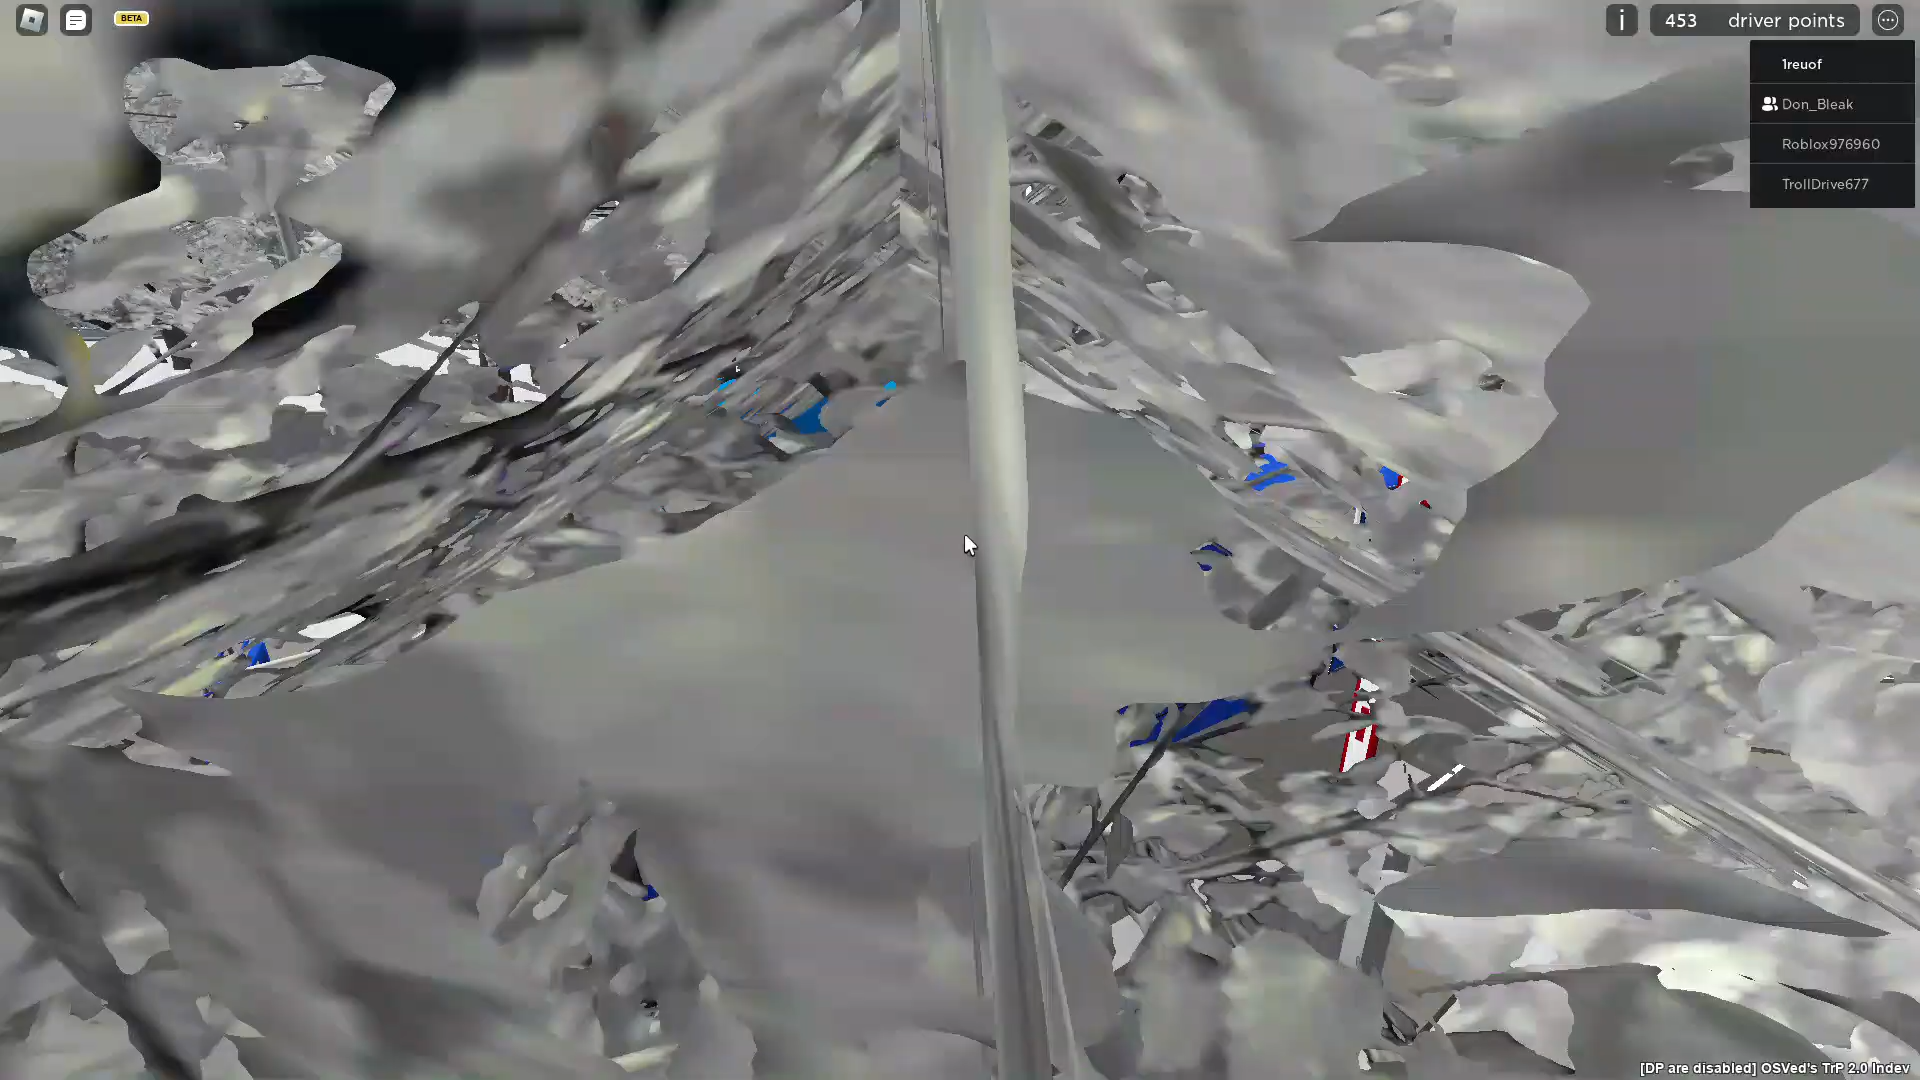 BETA
i
453 driver points
1reuof
Don_Bleak
Roblox976960
TrollDrive677
[DP are disabled] OSVed's TrP 2.0 Indev